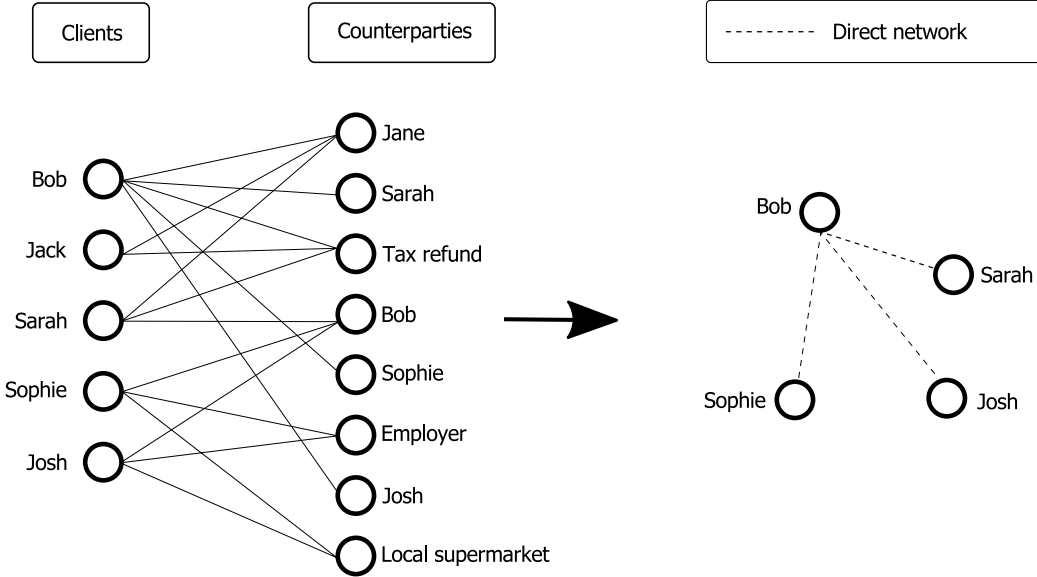 Clients
Counterparties
Direct network
Bob
Jack
Sarah
Sophie
Josh
Jane
Sarah
Tax refund
Bob
Sophie
Employer
Josh
Local supermarket
Bob
Sarah
Sophie
Josh